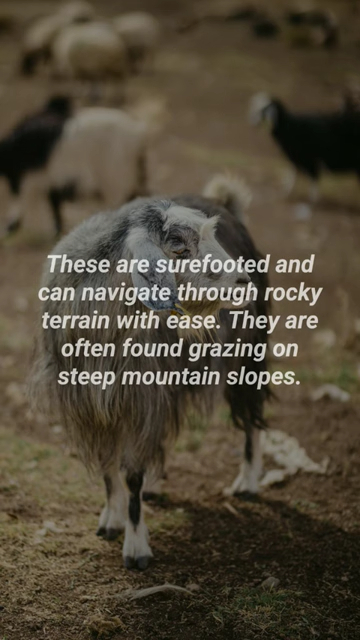 These are surefooted and
can navigate through rocky
terrain with ease. They are
often found grazing on
steep mountain slopes.